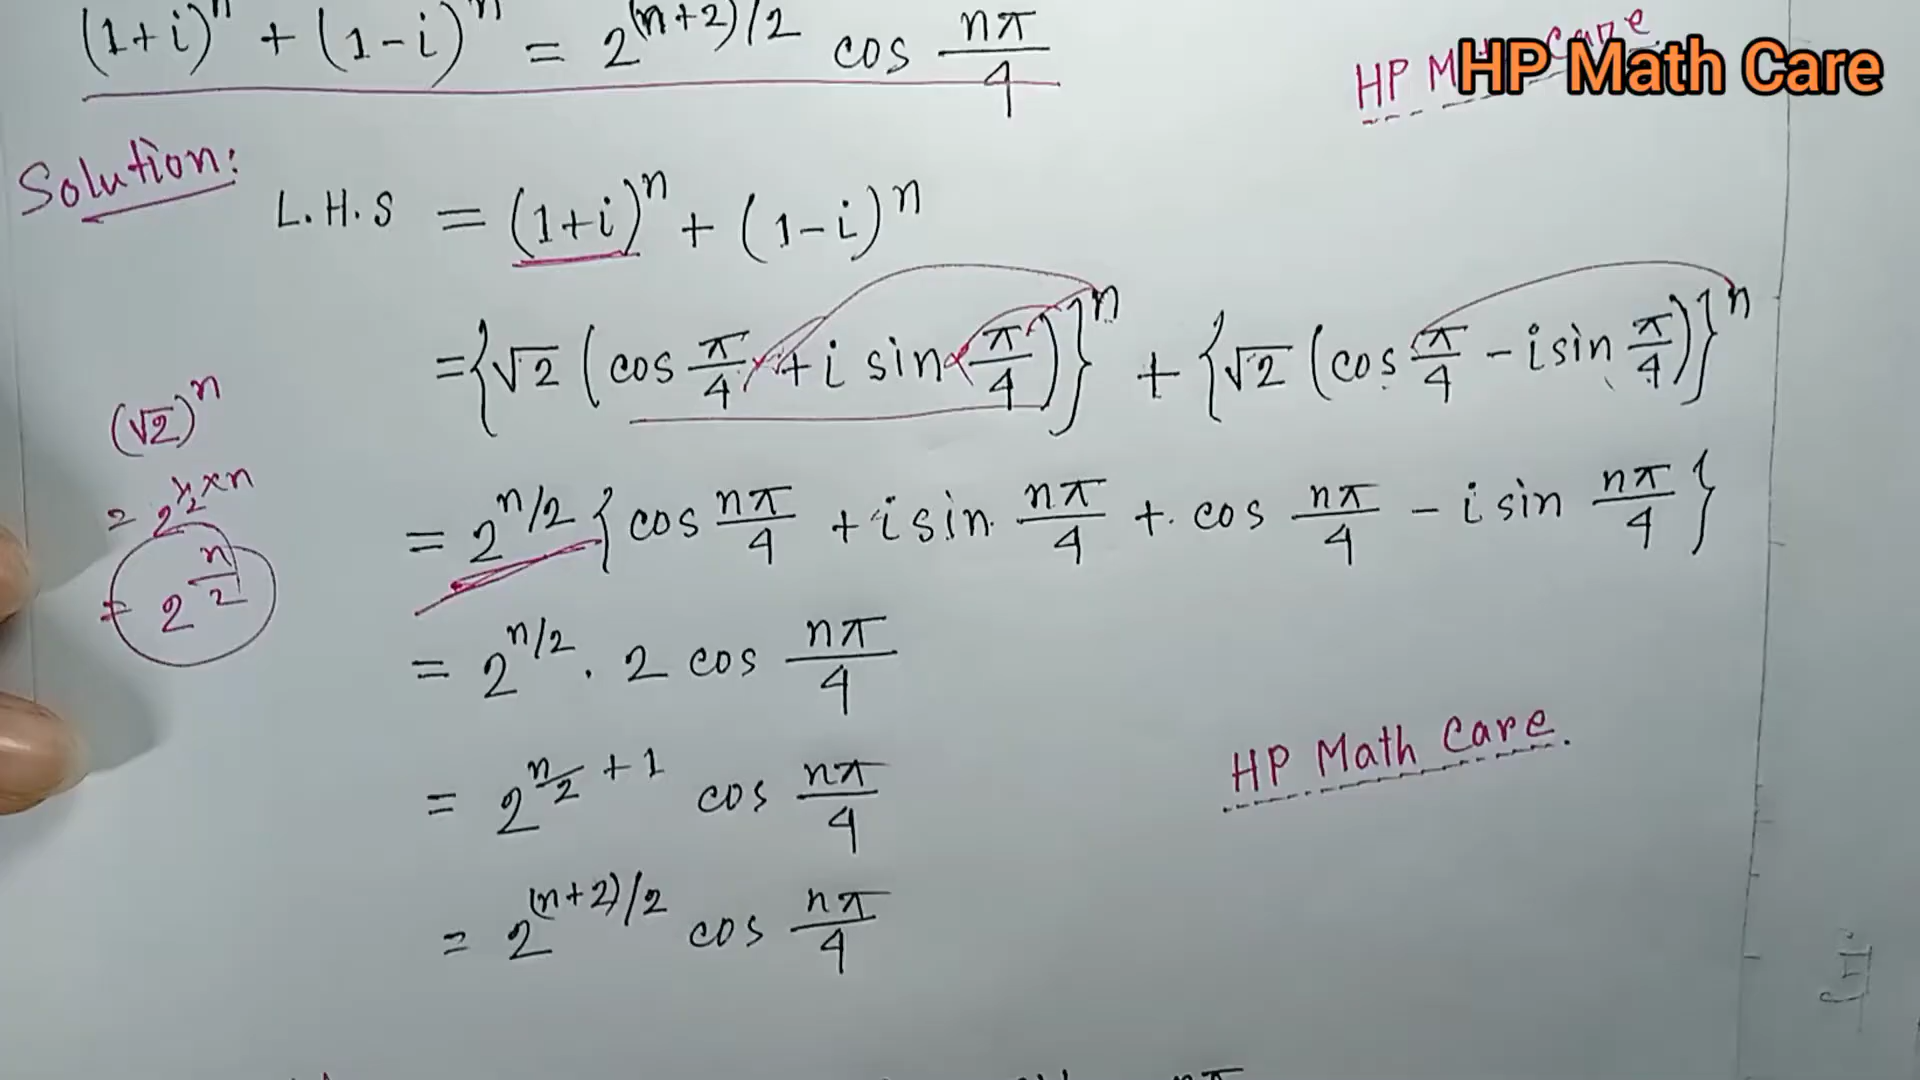 (1+i)^n + (1-i)^n = 2^(n+2)/2 cos nπ/4
HP Math Care
HP Math Care
Solution:
L.H.S = (1+i)^n + (1-i)^n
= {√2 (cos π/4 + i sin π/4)}^n + {√2 (cos π/4 - i sin π/4)}^n
(√2)^n
= 2^½×n
= 2^n/2
= 2^n/2 {cos nπ/4 + i sin nπ/4 + cos nπ/4 - i sin nπ/4}
= 2^n/2 . 2 cos nπ/4
= 2^n/2 + 1 cos nπ/4
HP Math Care.
= 2^(n+2)/2 cos nπ/4
nπ